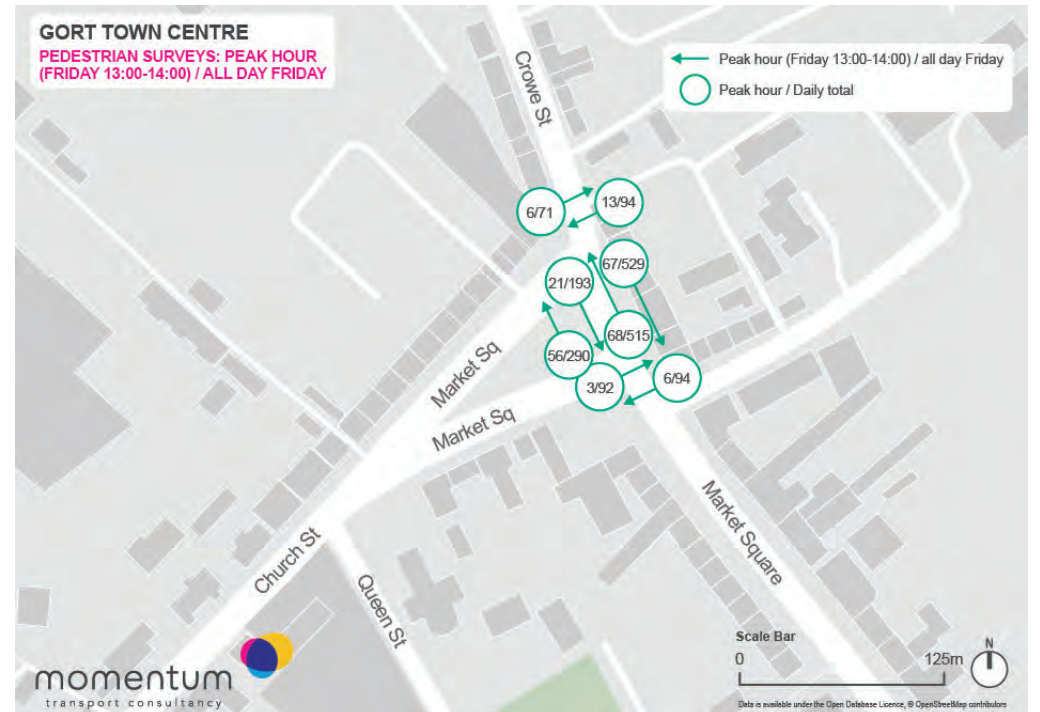 GORT TOWN CENTRE
PEDESTRIAN SURVEYS: PEAK HOUR
(FRIDAY 13:00-14:00) / ALL DAY FRIDAY
Peak hour (Friday 13:00-14:00) / all day Friday
Peak hour / Daily total
Crowe St
6/71
13/94
67/529
21/193
68/515
56/290
3/92
6/94
Market Sq
Market Sq
Market Square
Church St
Queen St
momentum
transport consultancy
Scale Bar
0
125m
N
Data is available under the Open Database Licence, © OpenStreetMap contributors